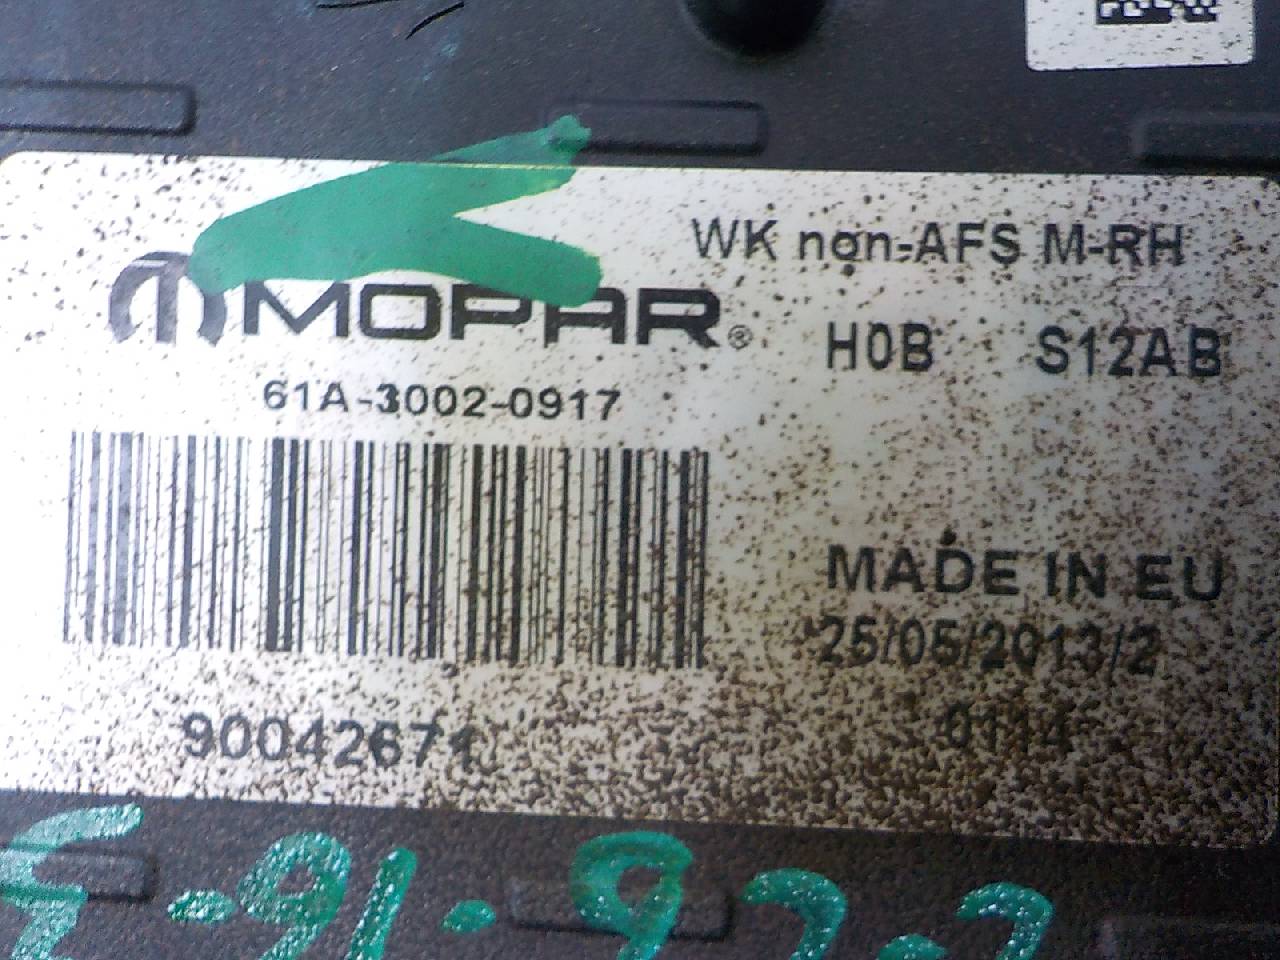 WK non-AFS M-RH
MOPAR®
H0B S12AB
61A-3002-0917
MADE IN EU
25/05/2013/2
90042671
0114